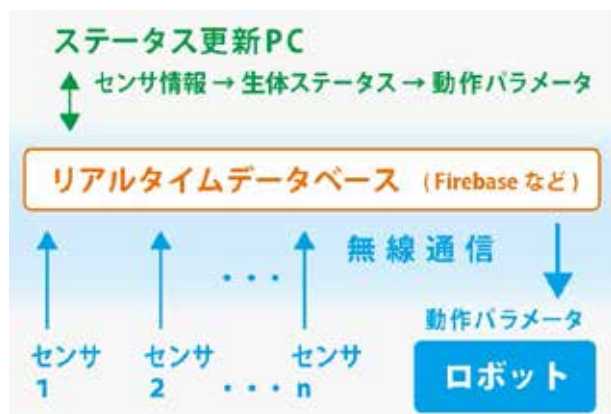 ステータス更新PC
センサ情報 → 生体ステータス → 動作パラメータ
リアルタイムデータベース (Firebase など)
無線通信
・・・
動作パラメータ
センサ センサ センサ
1 2 ・・・ n
ロボット